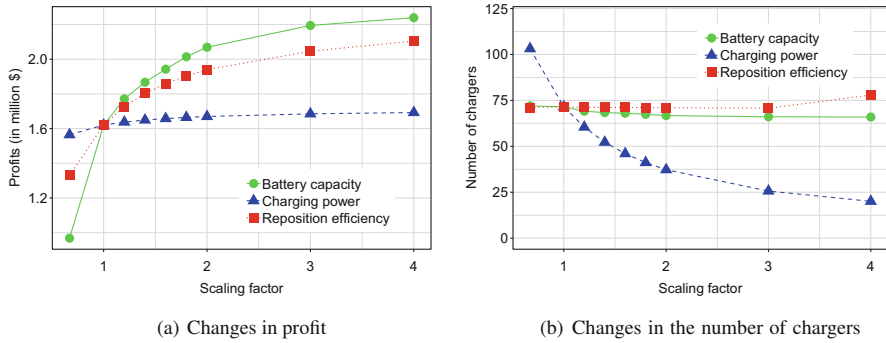 2.0
1.6
1.2
Profits (in million $)
Battery capacity
Charging power
Reposition efficiency
1 2 3 4
Scaling factor
(a) Changes in profit
125
100
75
50
25
0
Number of chargers
Battery capacity
Charging power
Reposition efficiency
1 2 3 4
Scaling factor
(b) Changes in the number of chargers